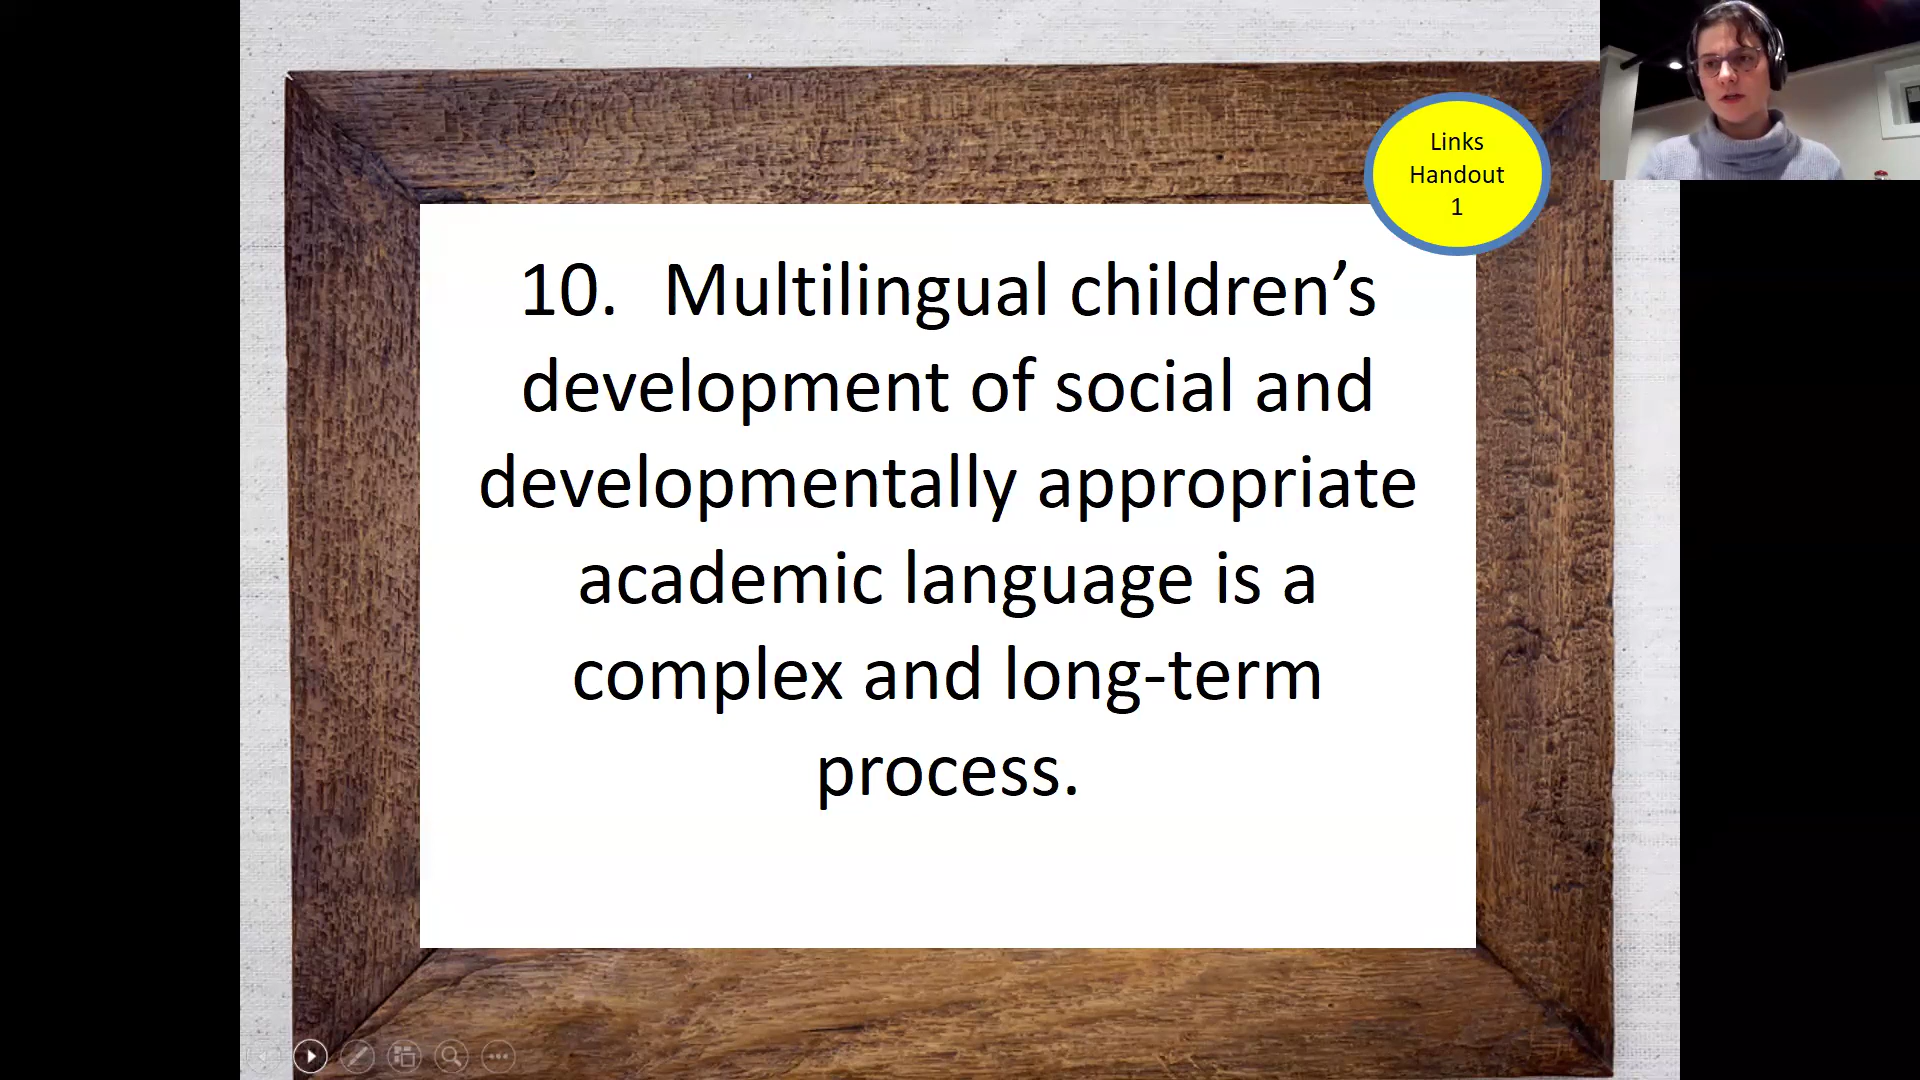 Links
Handout
1
10. Multilingual children’s
development of social and
developmentally appropriate
academic language is a
complex and long-term
process.